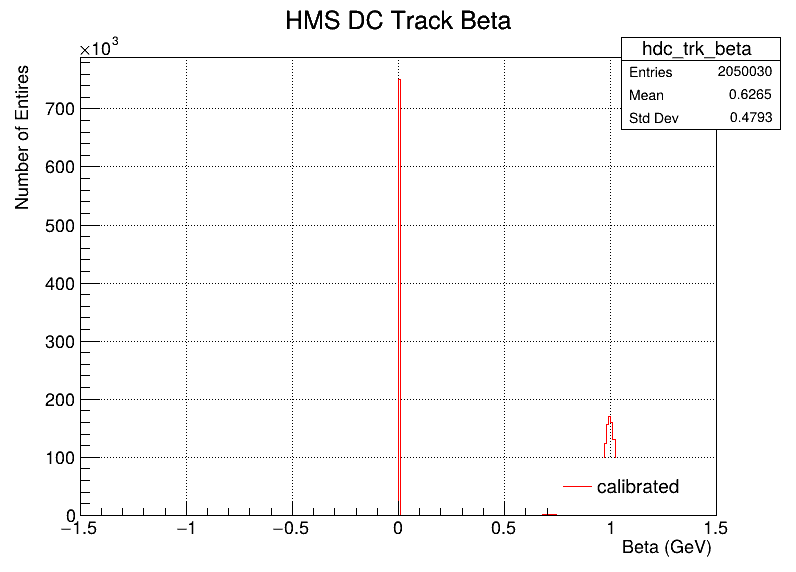 HMS DC Track Beta
×10³
hdc_trk_beta
Entries 2050030
Mean 0.6265
Std Dev 0.4793
Number of Entires
700
600
500
400
300
200
100
0
calibrated
−1.5 −1 −0.5 0 0.5 1 1.5
Beta (GeV)